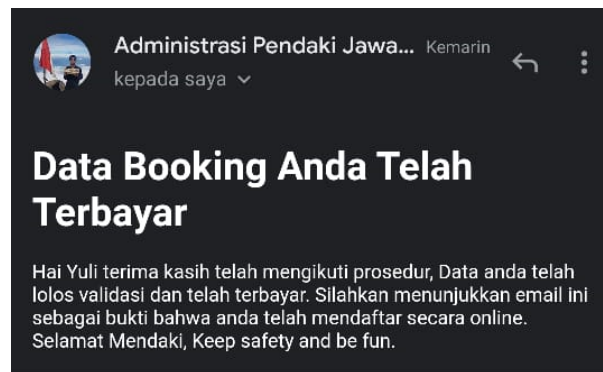 Administrasi Pendaki Jawa... Kemarin
kepada saya
Data Booking Anda Telah
Terbayar
Hai Yuli terima kasih telah mengikuti prosedur, Data anda telah
lolos validasi dan telah terbayar. Silahkan menunjukkan email ini
sebagai bukti bahwa anda telah mendaftar secara online.
Selamat Mendaki, Keep safety and be fun.